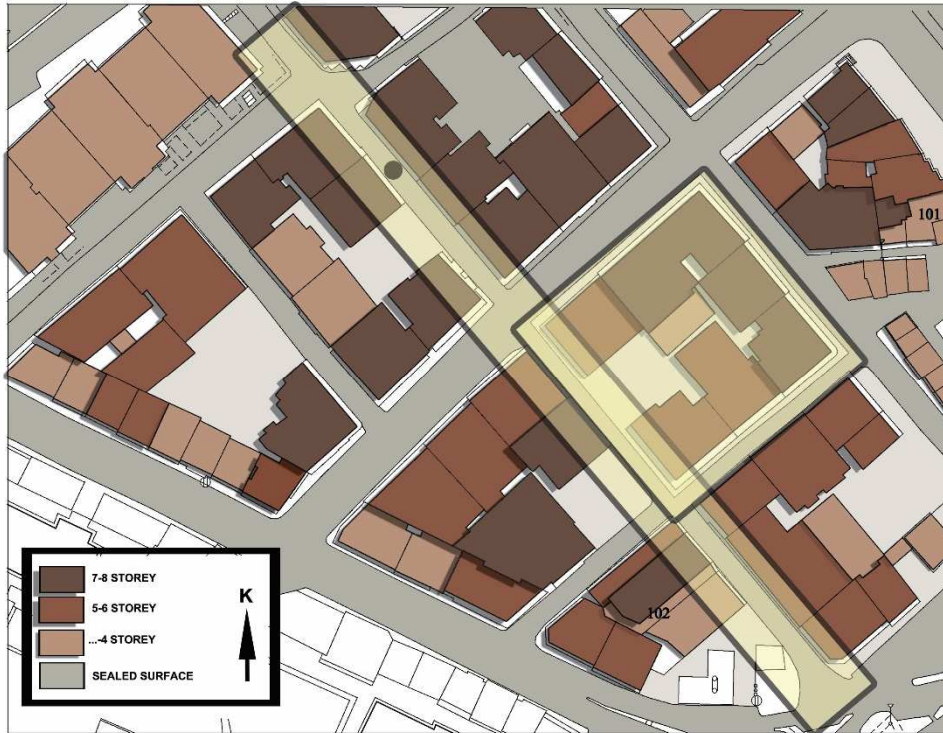 101
102
7-8 STOREY
5-6 STOREY
...-4 STOREY
SEALED SURFACE
K